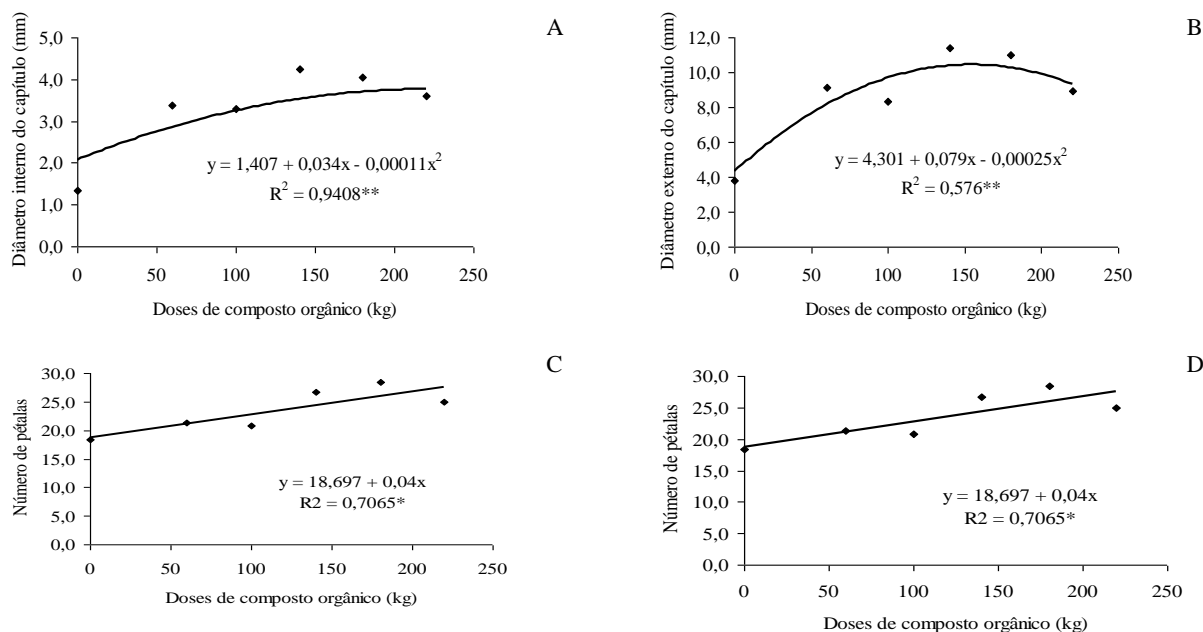 A
Diâmetro interno do capítulo (mm)
5,0
4,0
3,0
2,0
1,0
0,0
y = 1,407 + 0,034x - 0,00011x²
R² = 0,9408**
0 50 100 150 200 250
Doses de composto orgânico (kg)
B
Diâmetro externo do capítulo (mm)
12,0
10,0
8,0
6,0
4,0
2,0
0,0
y = 4,301 + 0,079x - 0,00025x²
R² = 0,576**
0 50 100 150 200 250
Doses de composto orgânico (kg)
C
Número de pétalas
30,0
25,0
20,0
15,0
10,0
5,0
0,0
y = 18,697 + 0,04x
R2 = 0,7065*
0 50 100 150 200 250
Doses de composto orgânico (kg)
D
Número de pétalas
30,0
25,0
20,0
15,0
10,0
5,0
0,0
y = 18,697 + 0,04x
R2 = 0,7065*
0 50 100 150 200 250
Doses de composto orgânico (kg)